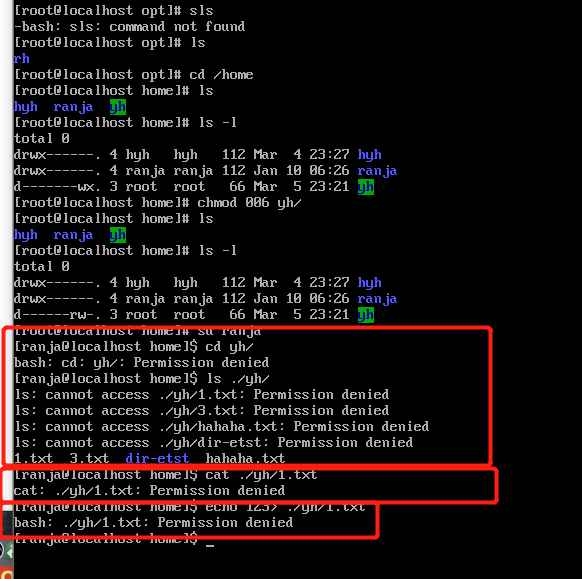 [root@localhost opt]# sls
-bash: sls: command not found
[root@localhost opt]# ls
rh
[root@localhost opt]# cd /home
[root@localhost home]# ls
hyh  ranja  yh
[root@localhost home]# ls -l
total 0
drwx------. 4 hyh   hyh   112 Mar  4 23:27 hyh
drwx------. 4 ranja ranja 112 Jan 10 06:26 ranja
d-------wx. 3 root  root   66 Mar  5 23:21 yh
[root@localhost home]# chmod 006 yh/
[root@localhost home]# ls
hyh  ranja  yh
[root@localhost home]# ls -l
total 0
drwx------. 4 hyh   hyh   112 Mar  4 23:27 hyh
drwx------. 4 ranja ranja 112 Jan 10 06:26 ranja
d------rw-. 3 root  root   66 Mar  5 23:21 yh
[root@localhost home]# su ranja
[ranja@localhost home]$ cd yh/
bash: cd: yh/: Permission denied
[ranja@localhost home]$ ls ./yh/
ls: cannot access ./yh/1.txt: Permission denied
ls: cannot access ./yh/3.txt: Permission denied
ls: cannot access ./yh/hahaha.txt: Permission denied
ls: cannot access ./yh/dir-etst: Permission denied
1.txt  3.txt  dir-etst  hahaha.txt
[ranja@localhost home]$ cat ./yh/1.txt
cat: ./yh/1.txt: Permission denied
[ranja@localhost home]$ echo 123> ./yh/1.txt
bash: ./yh/1.txt: Permission denied
[ranja@localhost home]$ _